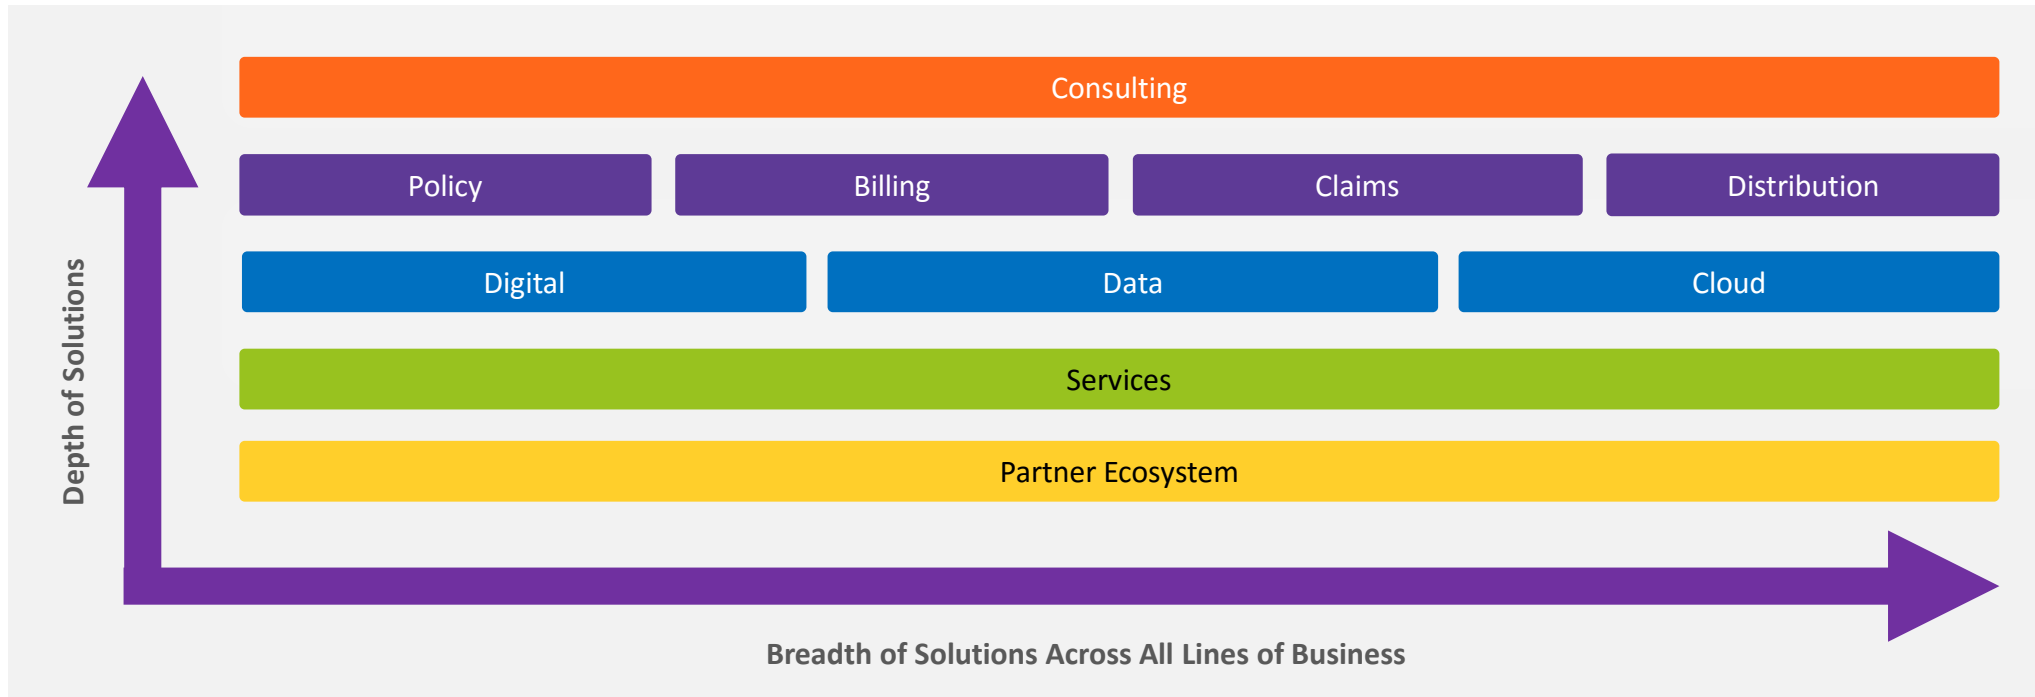 Consulting
Policy
Billing
Claims
Distribution
Digital
Data
Cloud
Services
Partner Ecosystem
Depth of Solutions
Breadth of Solutions Across All Lines of Business